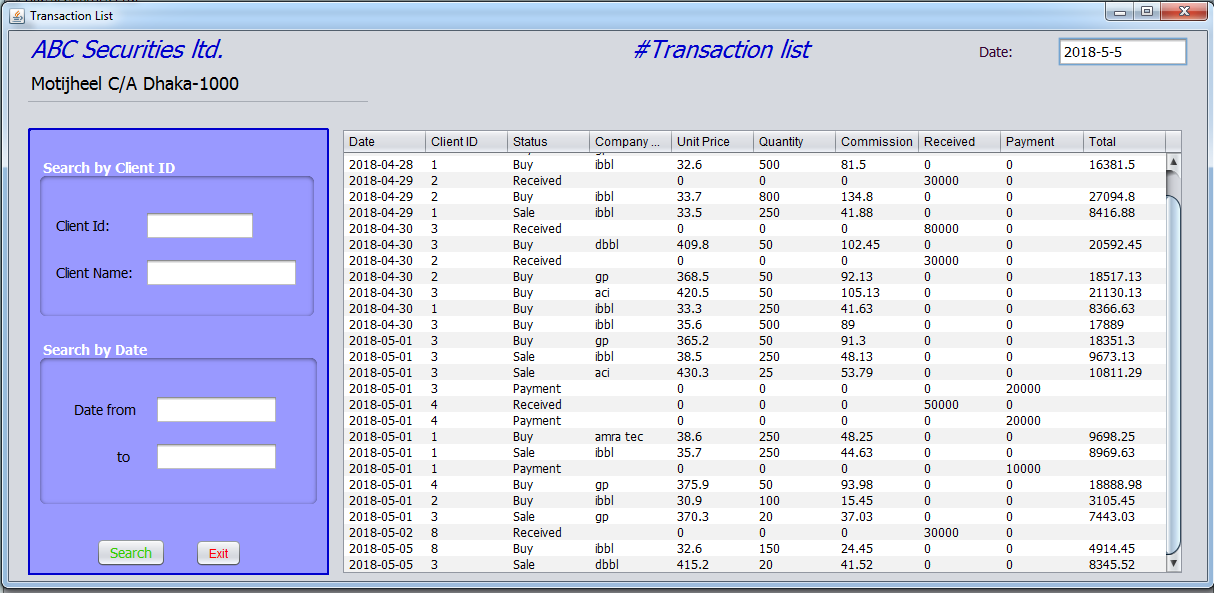 Transaction List
ABC Securities ltd. #Transaction list Date: 2018-5-5
Motijheel C/A Dhaka-1000
Search by Client ID
Client Id:
Client Name:
Search by Date
Date from
to
Search Exit
Date Client ID Status Company ... Unit Price Quantity Commission Received Payment Total
2018-04-28 1 Buy ibbl 32.6 500 81.5 0 0 16381.5
2018-04-29 2 Received 0 0 0 30000 0
2018-04-29 2 Buy ibbl 33.7 800 134.8 0 0 27094.8
2018-04-29 1 Sale ibbl 33.5 250 41.88 0 0 8416.88
2018-04-30 3 Received 0 0 0 80000 0
2018-04-30 3 Buy dbbl 409.8 50 102.45 0 0 20592.45
2018-04-30 2 Received 0 0 0 30000 0
2018-04-30 2 Buy gp 368.5 50 92.13 0 0 18517.13
2018-04-30 3 Buy aci 420.5 50 105.13 0 0 21130.13
2018-04-30 1 Buy ibbl 33.3 250 41.63 0 0 8366.63
2018-04-30 3 Buy ibbl 35.6 500 89 0 0 17889
2018-05-01 3 Buy gp 365.2 50 91.3 0 0 18351.3
2018-05-01 3 Sale ibbl 38.5 250 48.13 0 0 9673.13
2018-05-01 3 Sale aci 430.3 25 53.79 0 0 10811.29
2018-05-01 3 Payment 0 0 0 0 20000
2018-05-01 4 Received 0 0 0 50000 0
2018-05-01 4 Payment 0 0 0 0 20000
2018-05-01 1 Buy amra tec 38.6 250 48.25 0 0 9698.25
2018-05-01 1 Sale ibbl 35.7 250 44.63 0 0 8969.63
2018-05-01 1 Payment 0 0 0 0 10000
2018-05-01 4 Buy gp 375.9 50 93.98 0 0 18888.98
2018-05-01 2 Buy ibbl 30.9 100 15.45 0 0 3105.45
2018-05-01 3 Sale gp 370.3 20 37.03 0 0 7443.03
2018-05-02 8 Received 0 0 0 30000 0
2018-05-05 8 Buy ibbl 32.6 150 24.45 0 0 4914.45
2018-05-05 3 Sale dbbl 415.2 20 41.52 0 0 8345.52